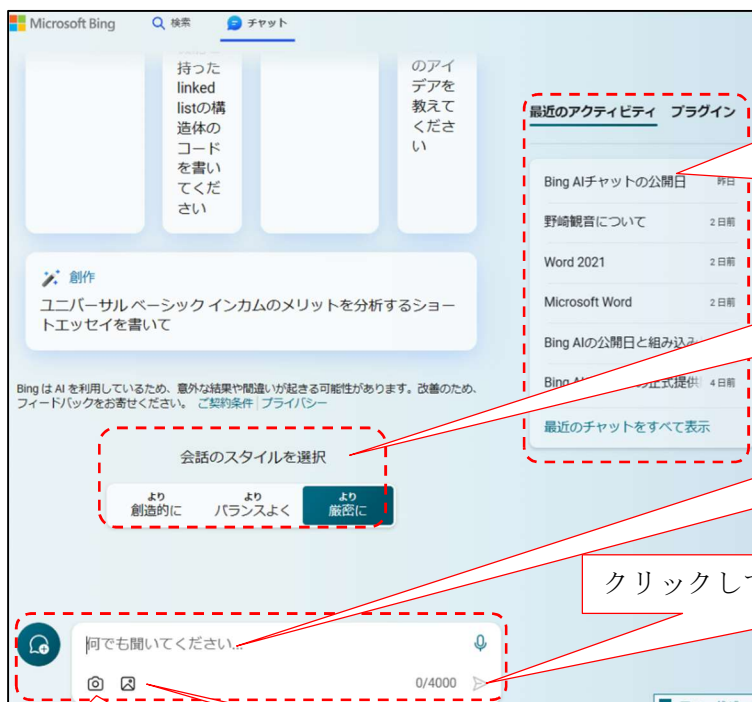 Microsoft Bing
検索
チャット
持った
linked
listの構
造体の
コード
を書い
てくだ
さい
のアイ
デアを
教えて
くださ
い
創作
ユニバーサル ベーシック インカムのメリットを分析するショー
トエッセイを書いて
Bing は AI を利用しているため、意外な結果や間違いが起きる可能性があります。改善のため、
フィードバックをお寄せください。 ご契約条件 | プライバシー
会話のスタイルを選択
より
創造的に
より
バランスよく
より
厳密に
最近のアクティビティ プラグイン
Bing AIチャットの公開日 昨日
野崎観音について 2 日前
Word 2021 2 日前
Microsoft Word 2 日前
Bing AIの公開日と組み込み
Bing 正式提供 4 日前
最近のチャットをすべて表示
クリックして
何でも聞いてください...
0/4000